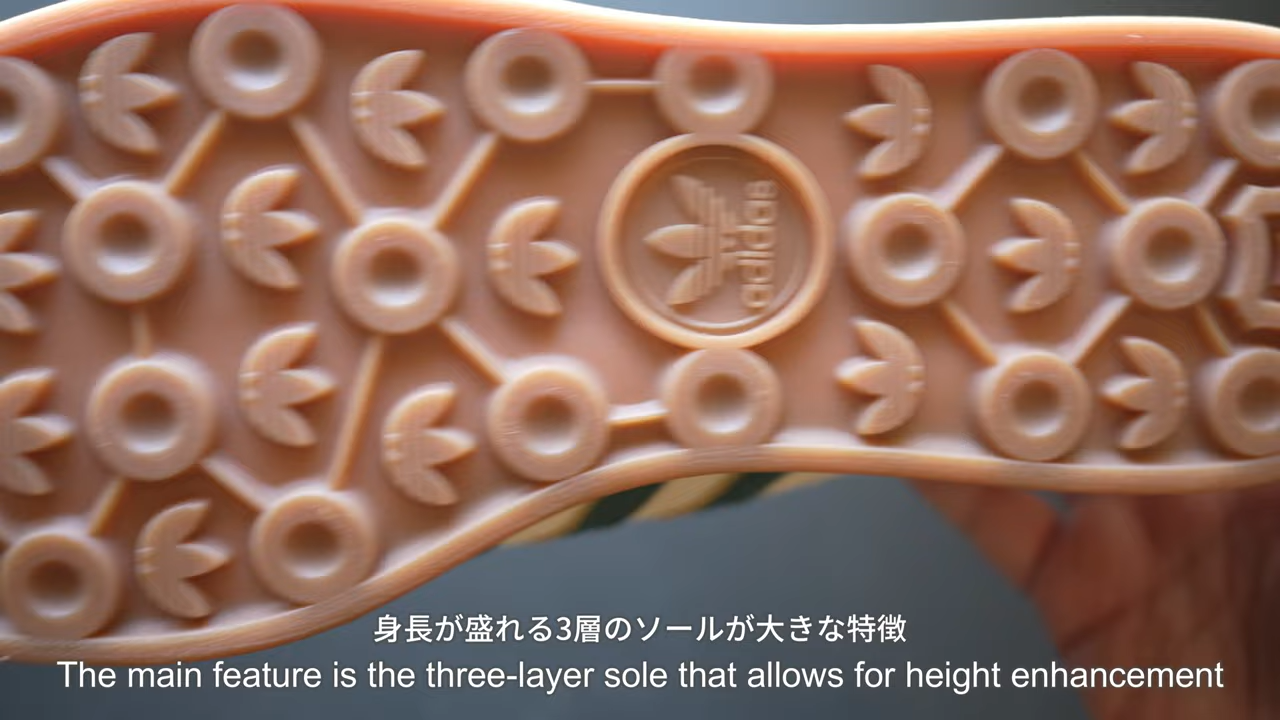 adidas
身長が盛れる3層のソールが大きな特徴
The main feature is the three-layer sole that allows for height enhancement